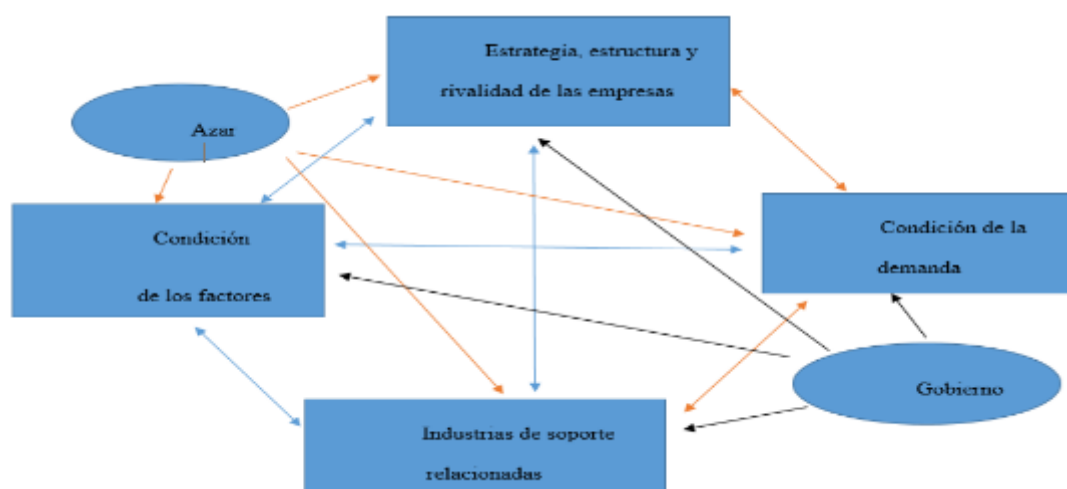 Estrategia, estructura y
rivalidad de las empresas
Azar
Condición
de los factores
Condición de la
demanda
Gobierno
Industrias de soporte
relacionadas